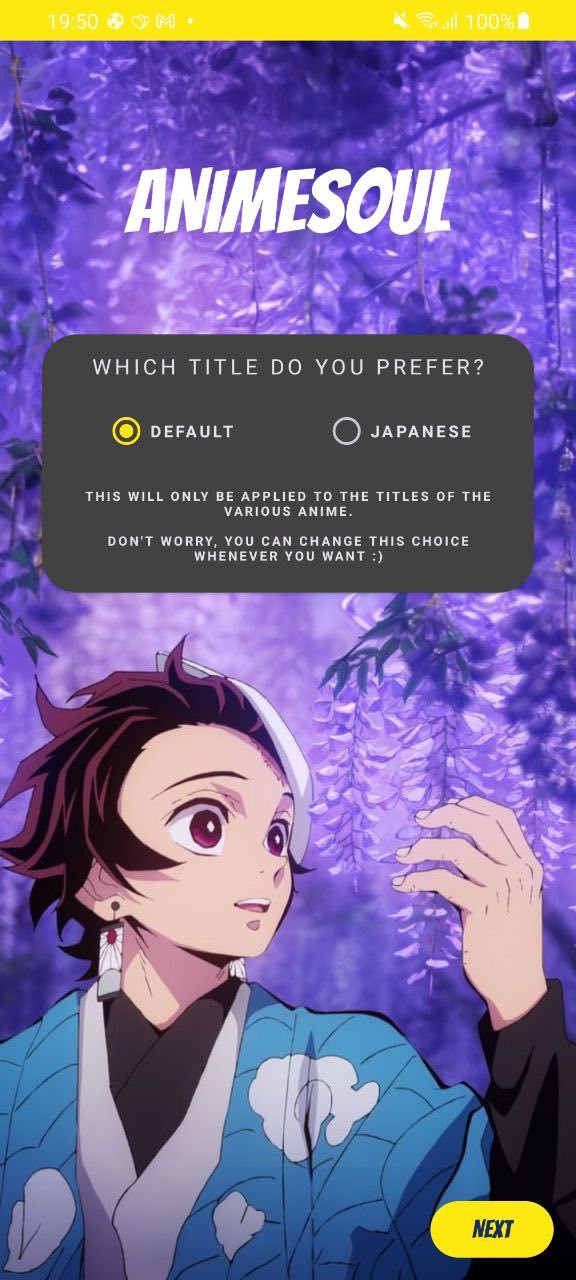 19:50 100%
ANIMESOUL
WHICH TITLE DO YOU PREFER?
DEFAULT JAPANESE
THIS WILL ONLY BE APPLIED TO THE TITLES OF THE
VARIOUS ANIME.
DON'T WORRY, YOU CAN CHANGE THIS CHOICE
WHENEVER YOU WANT :)
NEXT